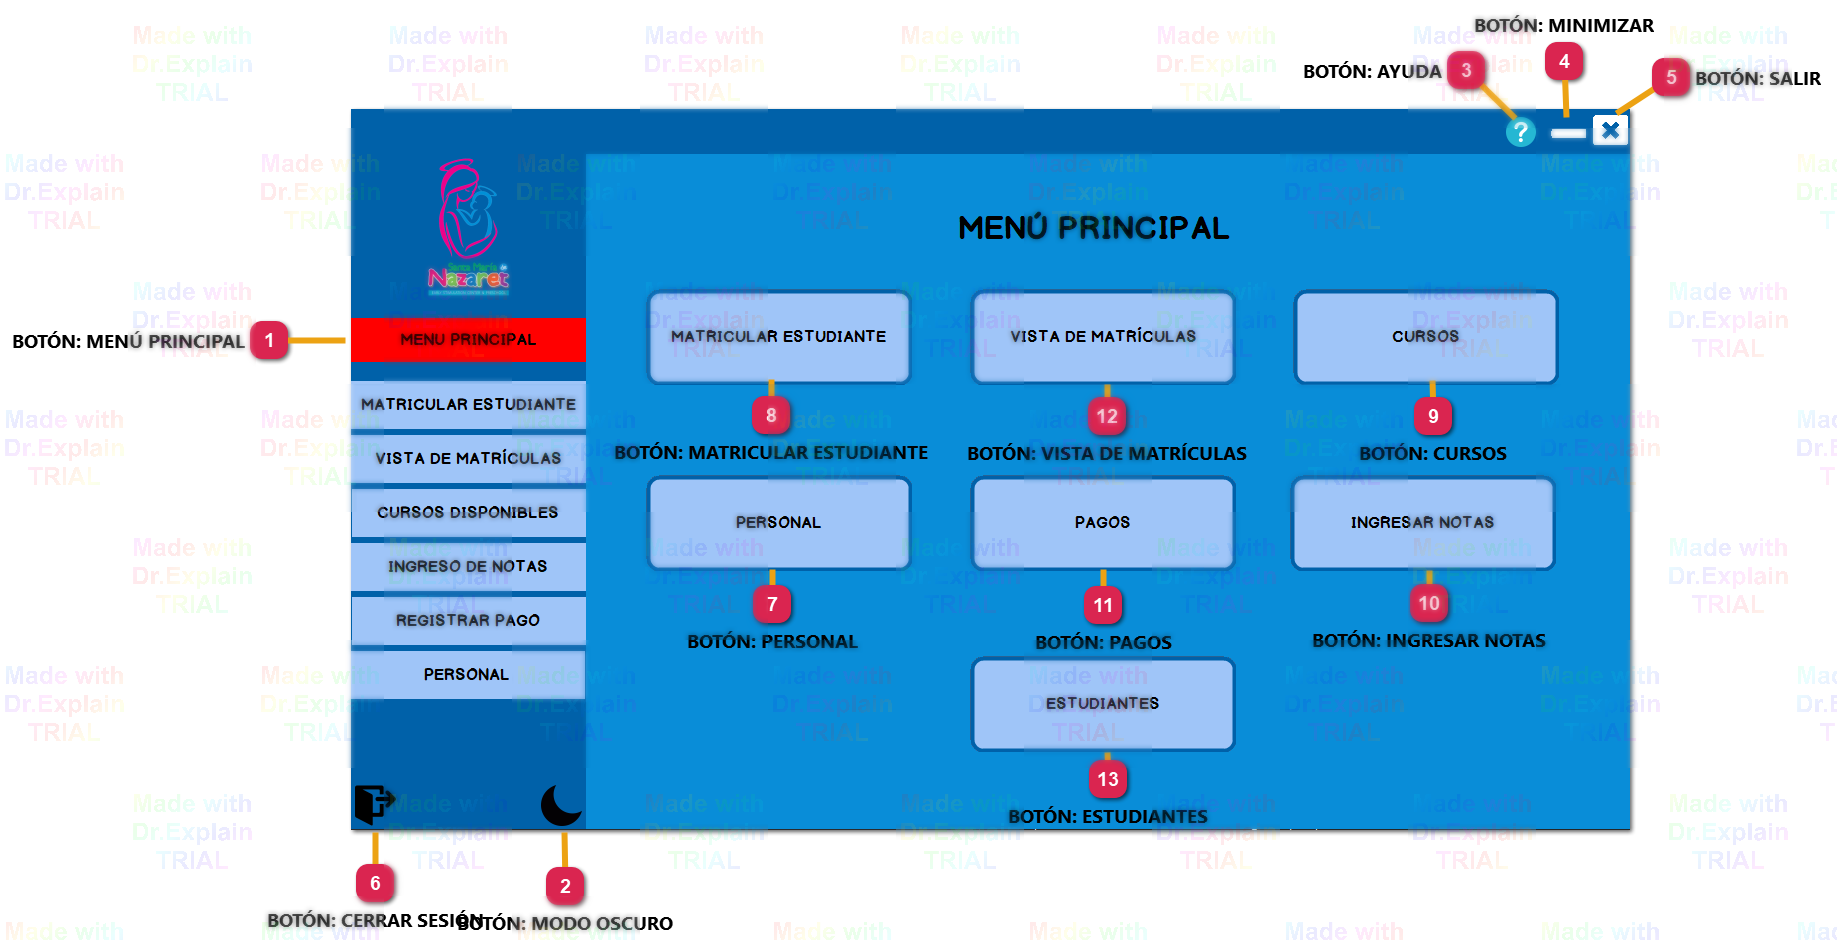 BOTÓN: MINIMIZAR
4
BOTÓN: AYUDA
3
5
BOTÓN: SALIR
?
Santa María de
Nazaret
MENÚ PRINCIPAL
BOTÓN: MENÚ PRINCIPAL
1
MENU PRINCIPAL
MATRICULAR ESTUDIANTE
VISTA DE MATRÍCULAS
CURSOS DISPONIBLES
INGRESO DE NOTAS
REGISTRAR PAGO
PERSONAL
MATRICULAR ESTUDIANTE
VISTA DE MATRÍCULAS
CURSOS
8
12
9
BOTÓN: MATRICULAR ESTUDIANTE
BOTÓN: VISTA DE MATRÍCULAS
BOTÓN: CURSOS
PERSONAL
PAGOS
INGRESAR NOTAS
7
11
10
BOTÓN: PERSONAL
BOTÓN: PAGOS
BOTÓN: INGRESAR NOTAS
ESTUDIANTES
13
BOTÓN: ESTUDIANTES
6
2
BOTÓN: CERRAR SESIÓN
BOTÓN: MODO OSCURO
Made with
Dr.Explain
TRIAL